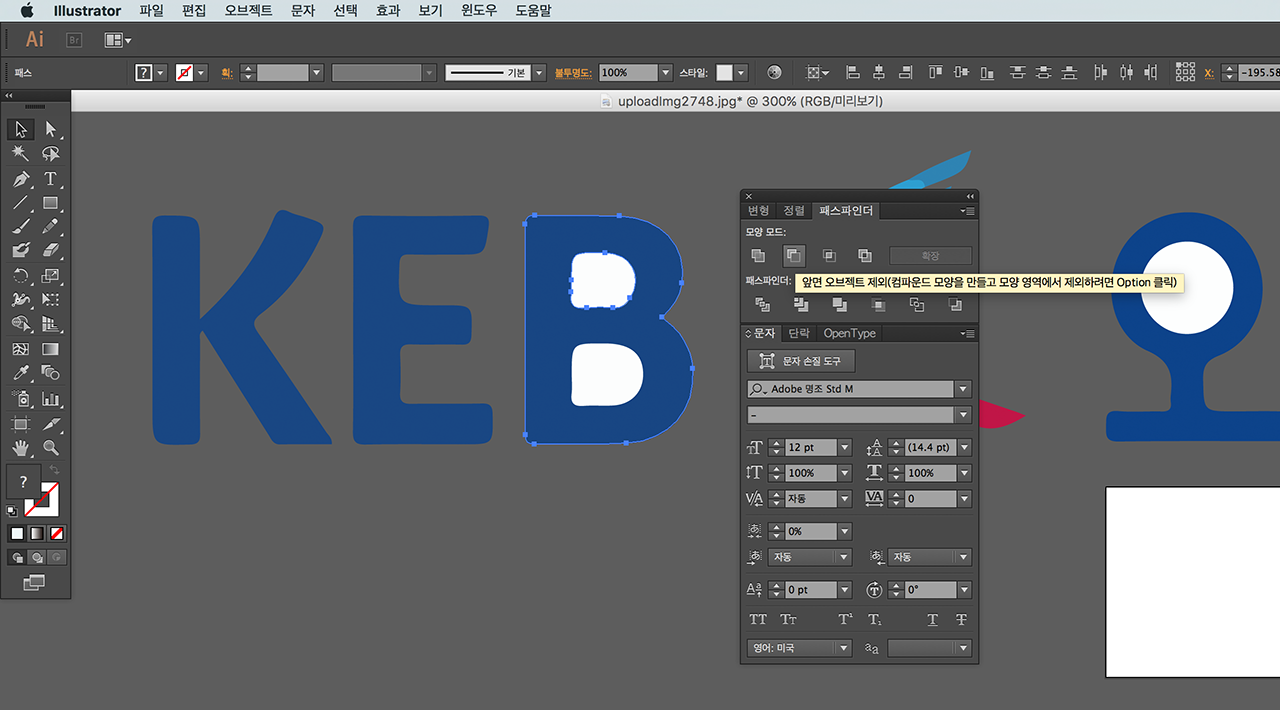 Illustrator 파일 편집 오브젝트 문자 선택 효과 보기 윈도우 도움말
Ai Br
패스 ? 획: 기본 불투명도: 100% 스타일: X: -195.58
uploadImg2748.jpg* @ 300% (RGB/미리보기)
KEB
변형 정렬 패스파인더
모양 모드:
확장
패스파인더:
앞면 오브젝트 제외(컴파운드 모양을 만들고 모양 영역에서 제외하려면 Option 클릭)
문자 단락 OpenType
문자 손질 도구
Adobe 명조 Std M
-
12 pt (14.4 pt)
100% 100%
자동 0
0%
자동 자동
0 pt 0°
영어: 미국
?